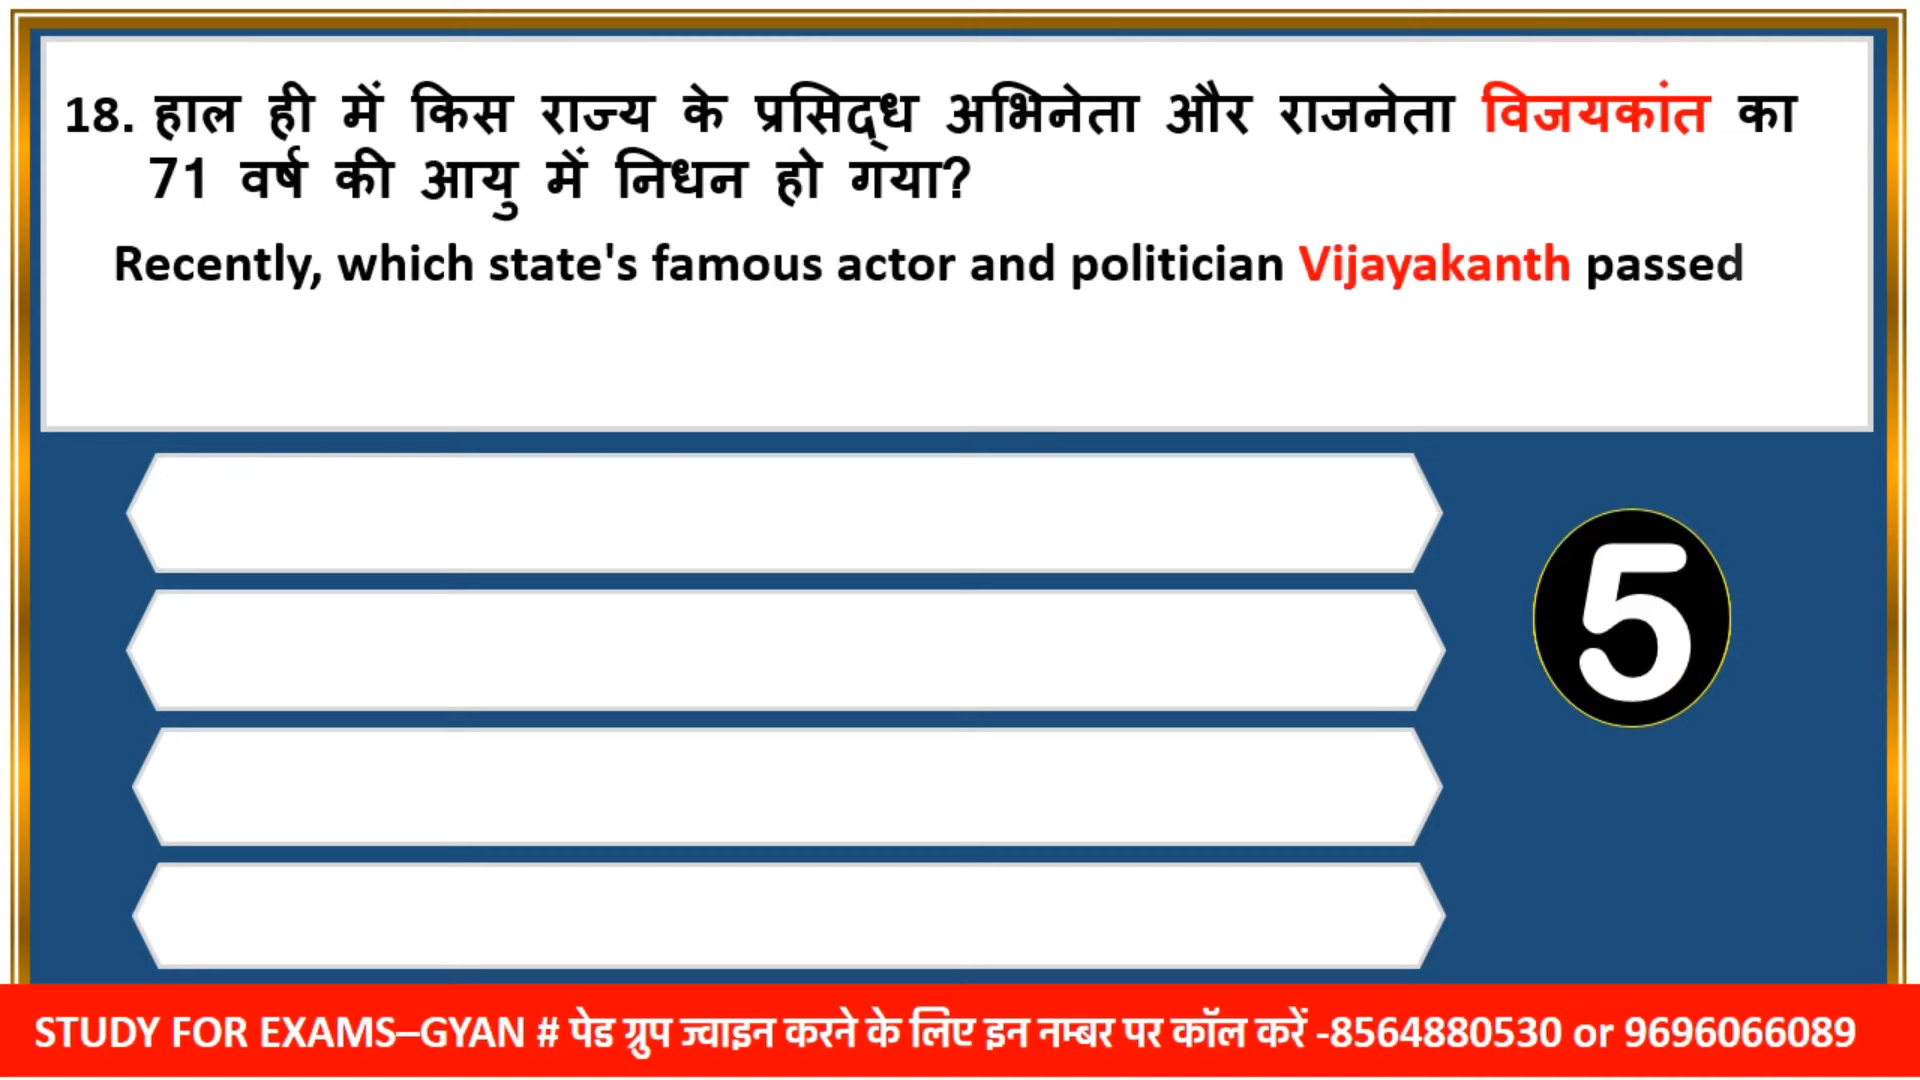 18. हाल ही में किस राज्य के प्रसिद्ध अभिनेता और राजनेता विजयकांत का
71 वर्ष की आयु में निधन हो गया?
Recently, which state's famous actor and politician Vijayakanth passed
5
STUDY FOR EXAMS–GYAN # पेड ग्रुप ज्वाइन करने के लिए इन नम्बर पर कॉल करें -8564880530 or 9696066089